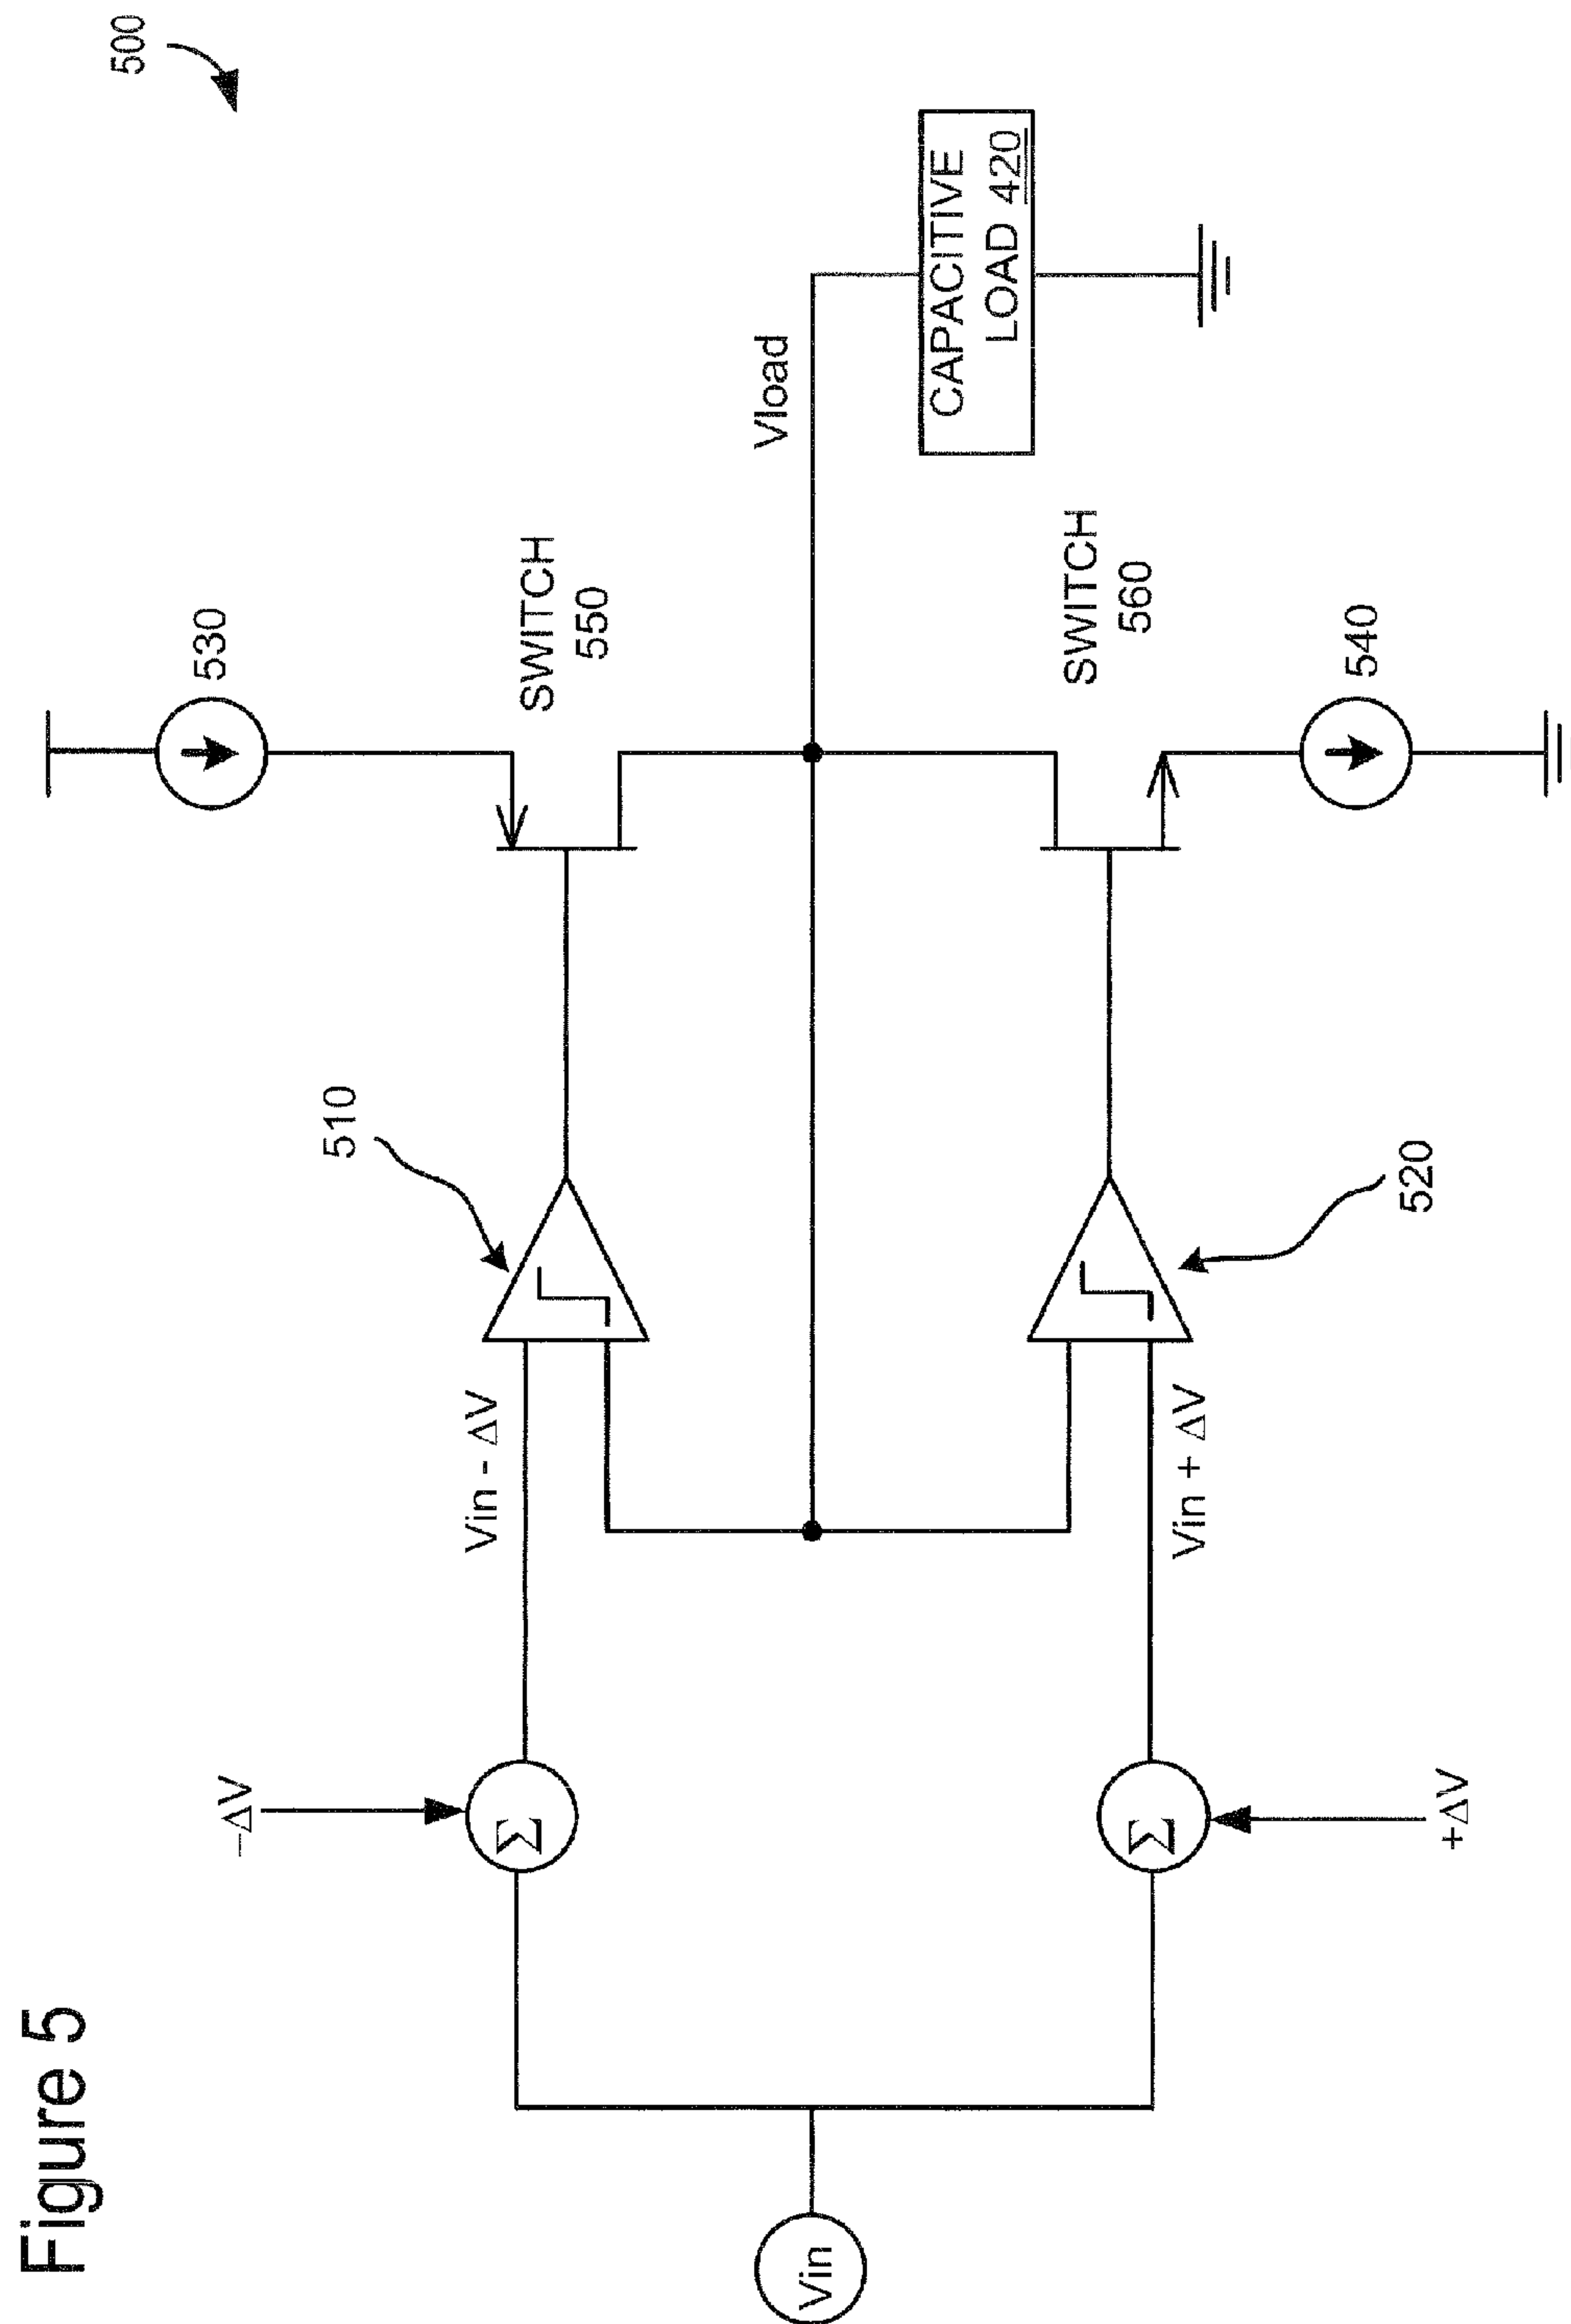 Figure 5
500
Vin
−ΔV
Σ
Vin - ΔV
510
530
SWITCH
550
Vload
CAPACITIVE
LOAD 420
Σ
+ΔV
Vin + ΔV
520
SWITCH
560
540